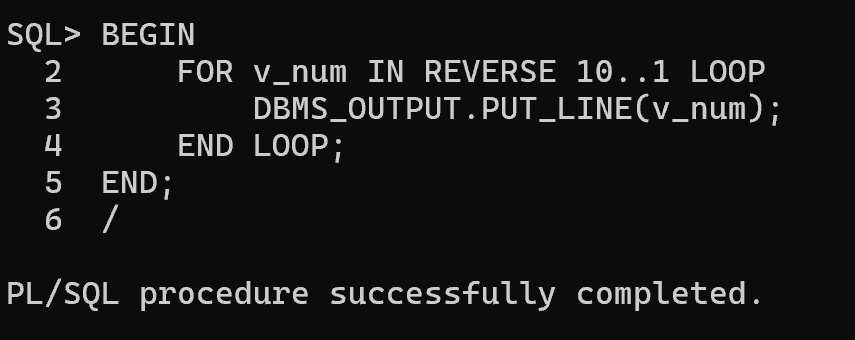 SQL> BEGIN
  2      FOR v_num IN REVERSE 10..1 LOOP
  3          DBMS_OUTPUT.PUT_LINE(v_num);
  4      END LOOP;
  5  END;
  6  /
PL/SQL procedure successfully completed.